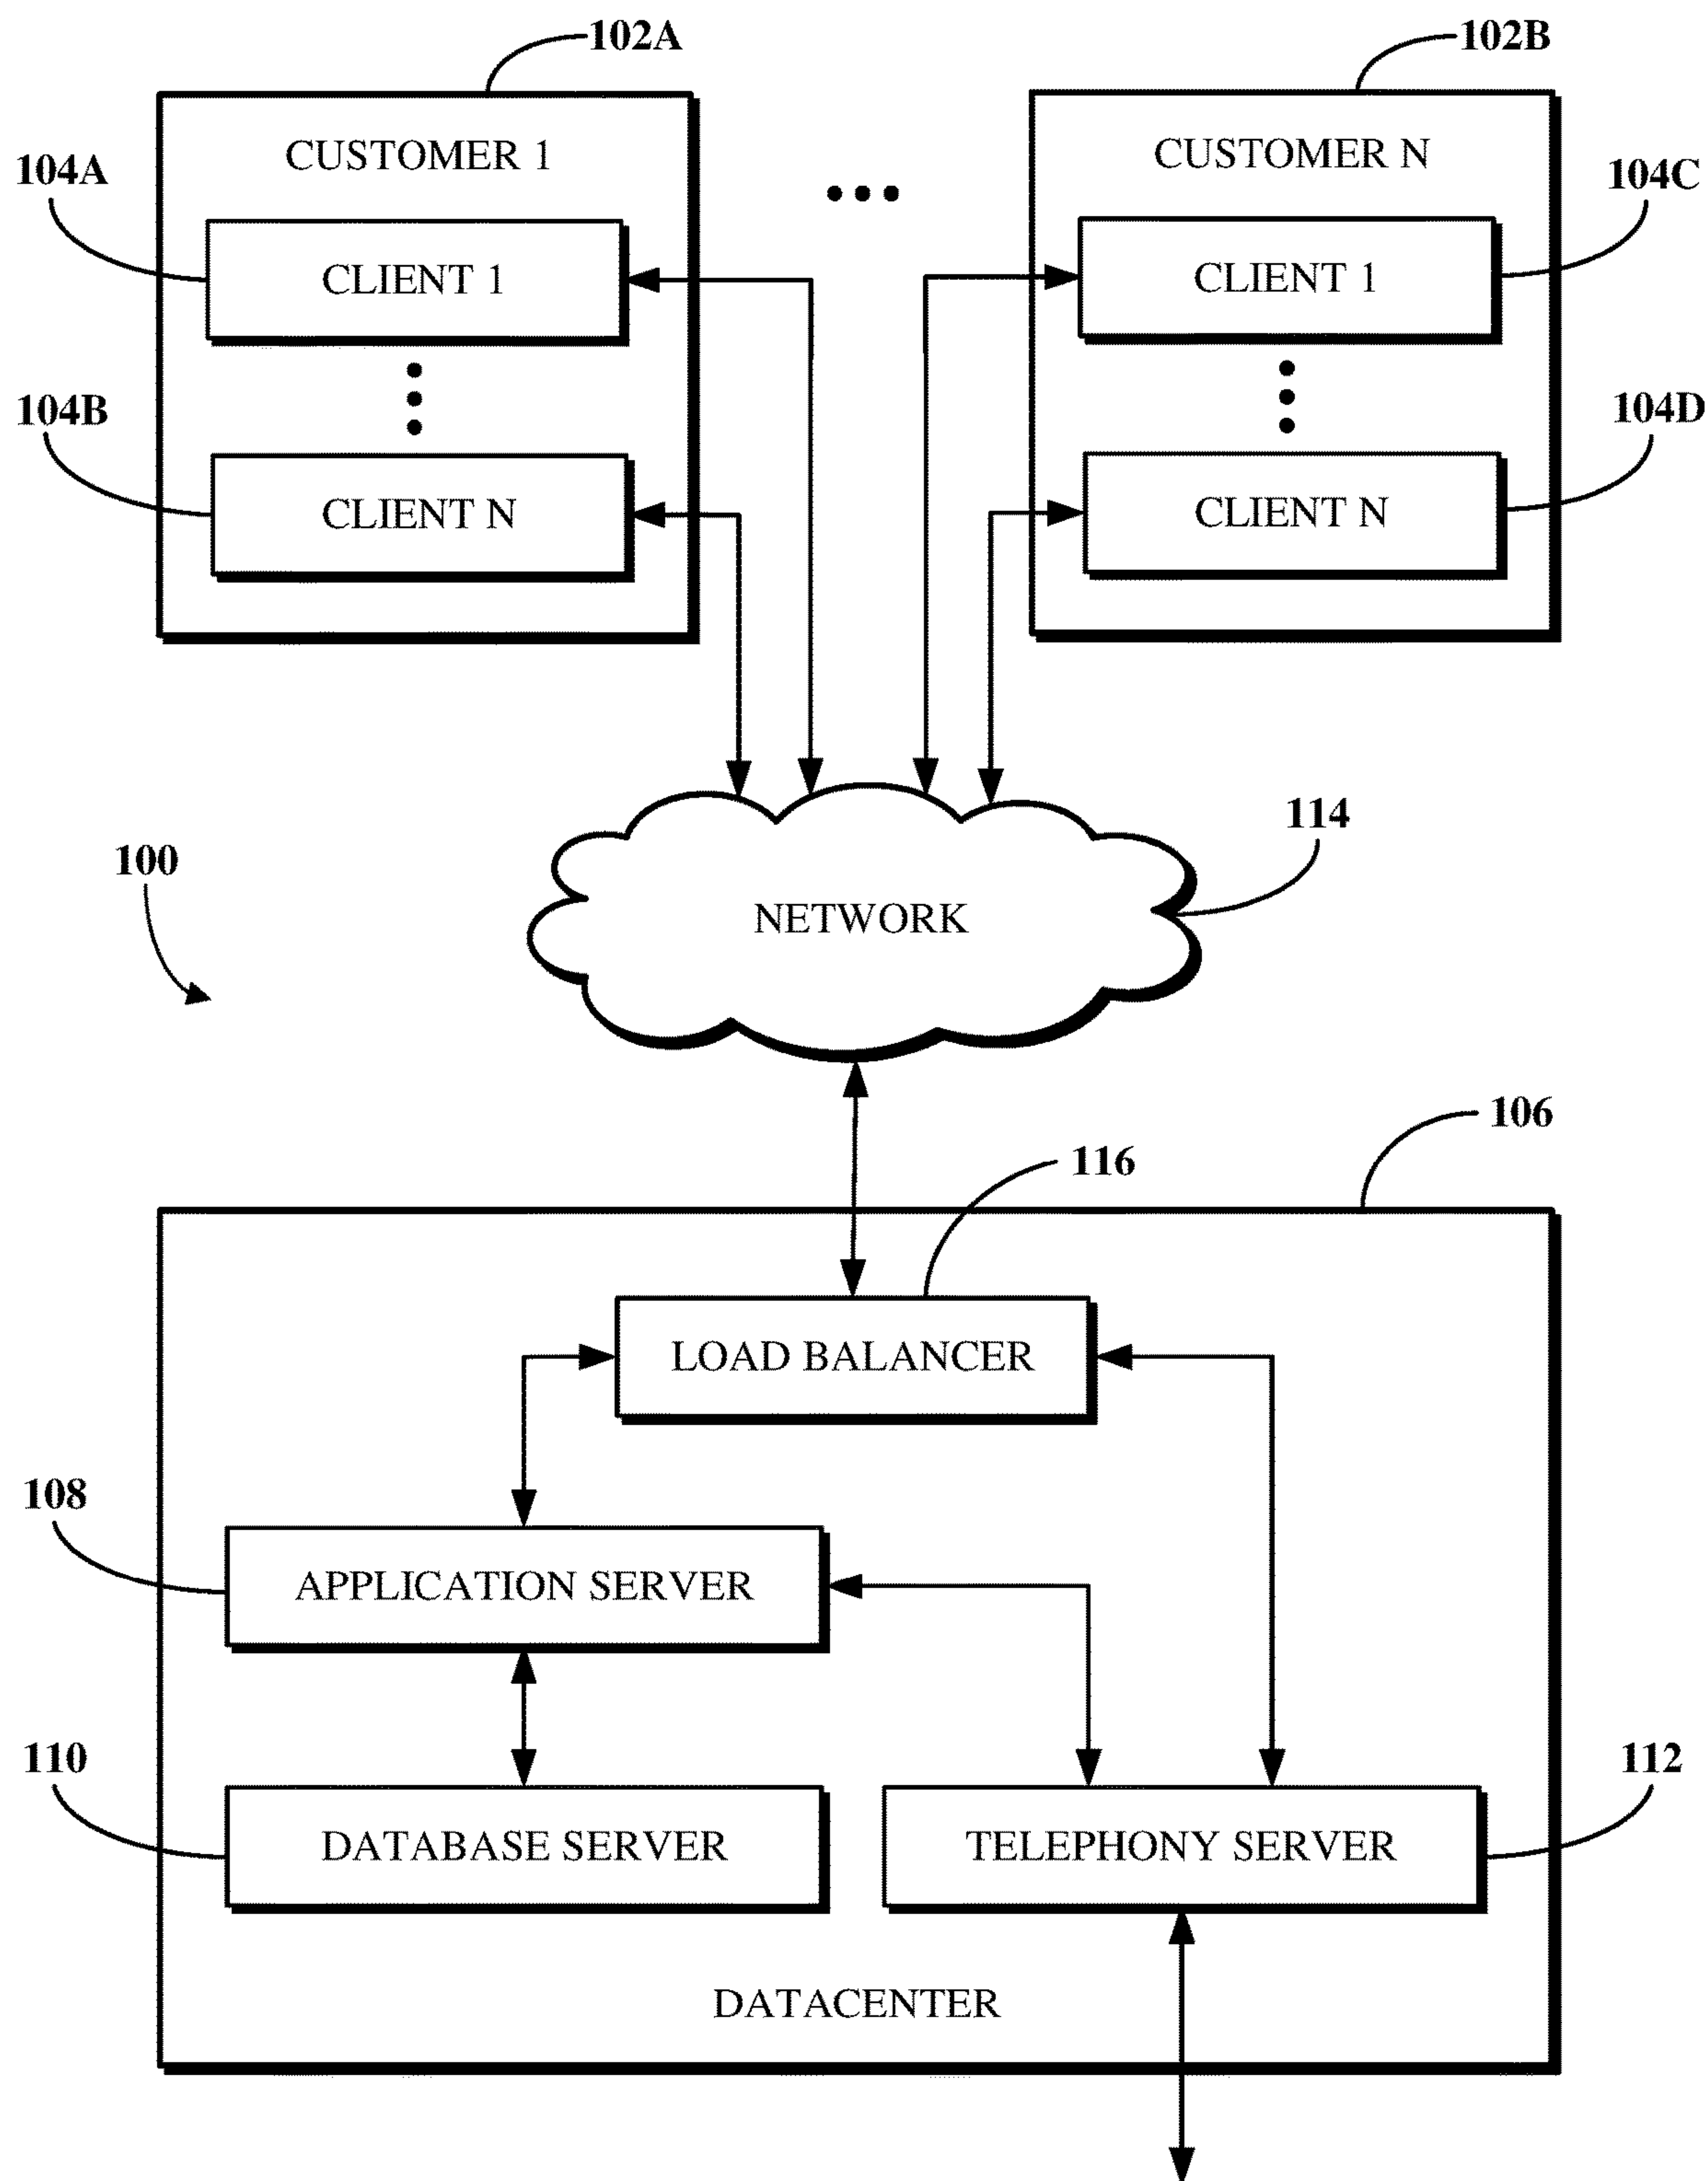 102A
102B
CUSTOMER 1
CUSTOMER N
104A
104C
CLIENT 1
CLIENT 1
104B
104D
CLIENT N
CLIENT N
114
100
NETWORK
106
116
LOAD BALANCER
108
APPLICATION SERVER
110
112
DATABASE SERVER
TELEPHONY SERVER
DATACENTER